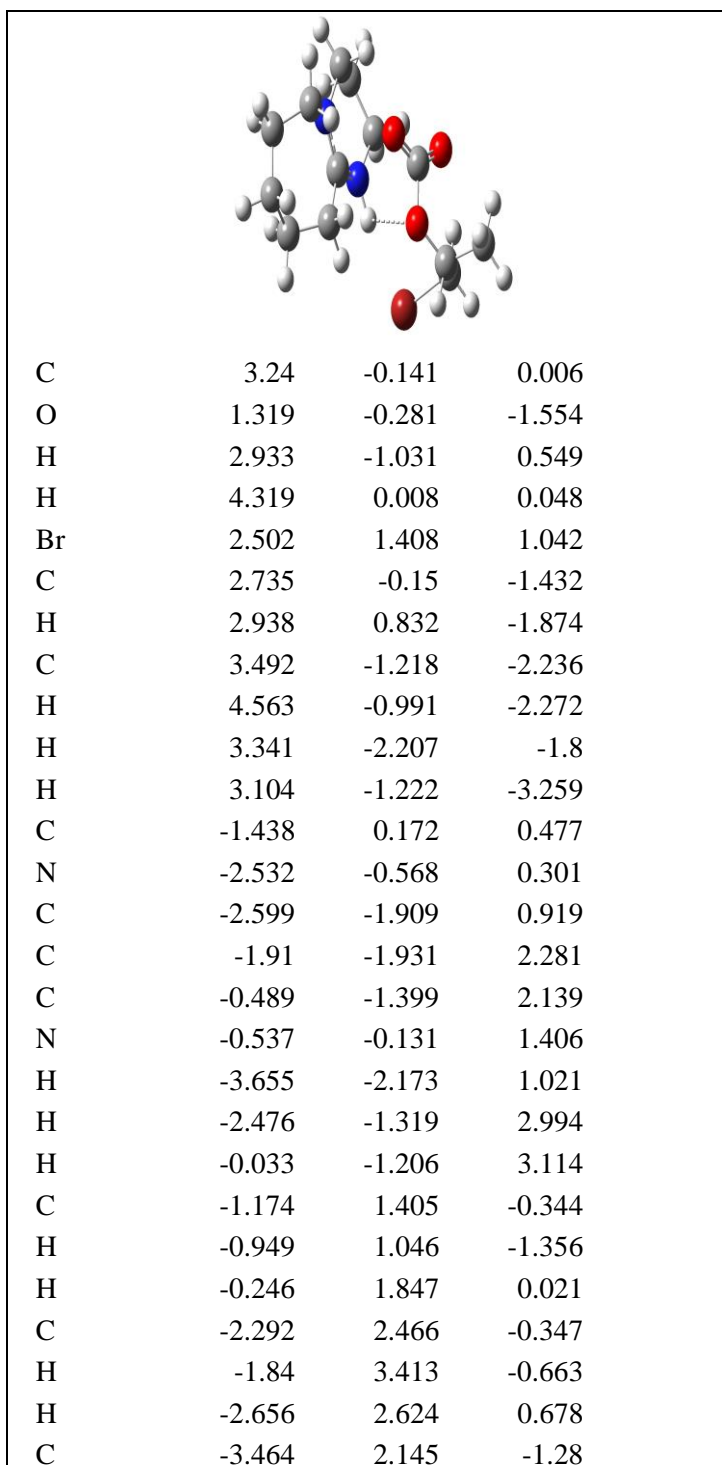 C 3.24 -0.141 0.006
O 1.319 -0.281 -1.554
H 2.933 -1.031 0.549
H 4.319 0.008 0.048
Br 2.502 1.408 1.042
C 2.735 -0.15 -1.432
H 2.938 0.832 -1.874
C 3.492 -1.218 -2.236
H 4.563 -0.991 -2.272
H 3.341 -2.207 -1.8
H 3.104 -1.222 -3.259
C -1.438 0.172 0.477
N -2.532 -0.568 0.301
C -2.599 -1.909 0.919
C -1.91 -1.931 2.281
C -0.489 -1.399 2.139
N -0.537 -0.131 1.406
H -3.655 -2.173 1.021
H -2.476 -1.319 2.994
H -0.033 -1.206 3.114
C -1.174 1.405 -0.344
H -0.949 1.046 -1.356
H -0.246 1.847 0.021
C -2.292 2.466 -0.347
H -1.84 3.413 -0.663
H -2.656 2.624 0.678
C -3.464 2.145 -1.28